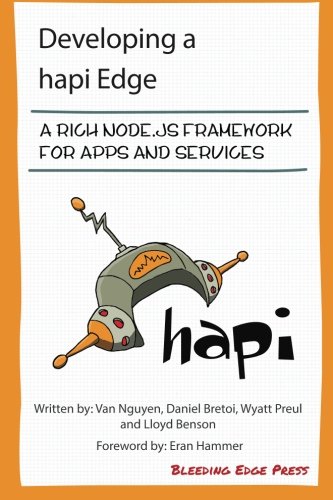 Developing a
hapi Edge
A RICH NODE.JS FRAMEWORK
FOR APPS AND SERVICES
hapi
Written by: Van Nguyen, Daniel Bretoi, Wyatt Preul
and Lloyd Benson
Foreword by: Eran Hammer
BLEEDING EDGE PRESS